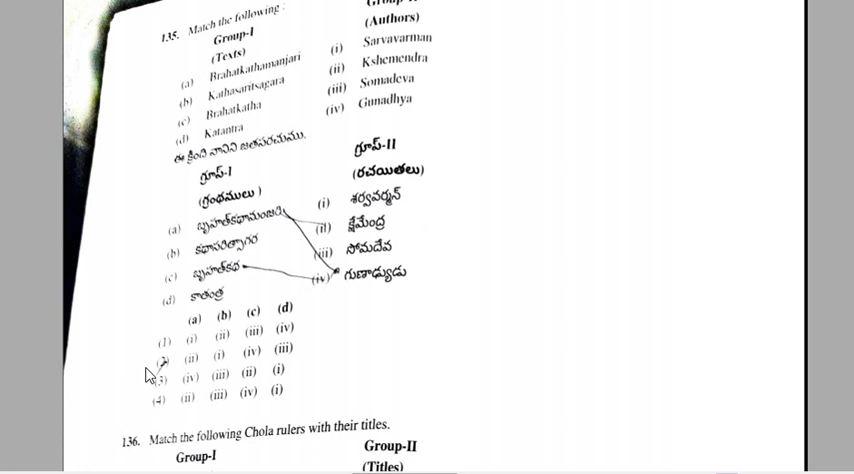 135. Match the following :
Group-I
(Texts)
(Authors)
(a) Brahatkathamanjari (i) Sarvavarman
(b) Kathasaritsagara (ii) Kshemendra
(c) Brahatkatha (iii) Somadeva
(d) Katantra (iv) Gunadhya
ఈ క్రింది వానిని జతపరచుము.
గ్రూప్-I గ్రూప్-II
(గ్రంథములు ) (రచయితలు)
(a) బృహత్‌కథామంజరి (i) శర్వవర్మన్
(b) కథాసరిత్సాగర (ii) క్షేమేంద్ర
(c) బృహత్‌కథ (iii) సోమదేవ
(d) కాతంత్ర (iv) గుణాఢ్యుడు
(a) (b) (c) (d)
(1) (i) (ii) (iii) (iv)
(2) (ii) (i) (iv) (iii)
(3) (iv) (iii) (ii) (i)
(4) (ii) (iii) (iv) (i)
136. Match the following Chola rulers with their titles.
Group-I Group-II
(Titles)